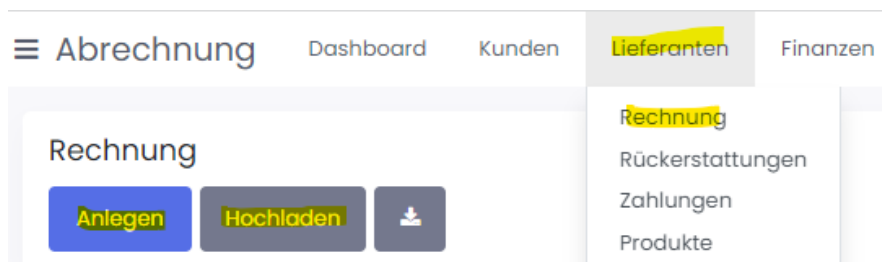 Abrechnung Dashboard Kunden Lieferanten Finanzen
Rechnung
Rückerstattungen
Zahlungen
Produkte
Rechnung
Anlegen Hochladen